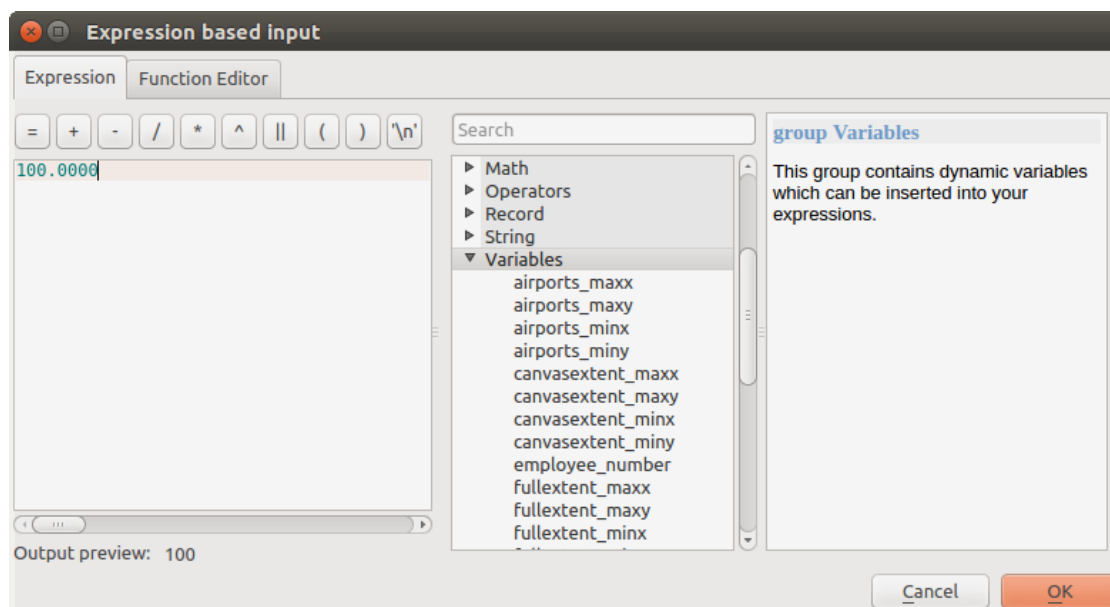 Expression based input
Expression Function Editor
= + - / * ^ || ( ) '\n'
100.0000
Output preview: 100
Search
Math
Operators
Record
String
Variables
airports_maxx
airports_maxy
airports_minx
airports_miny
canvasextent_maxx
canvasextent_maxy
canvasextent_minx
canvasextent_miny
employee_number
fullextent_maxx
fullextent_maxy
fullextent_minx
group Variables
This group contains dynamic variables
which can be inserted into your
expressions.
Cancel OK